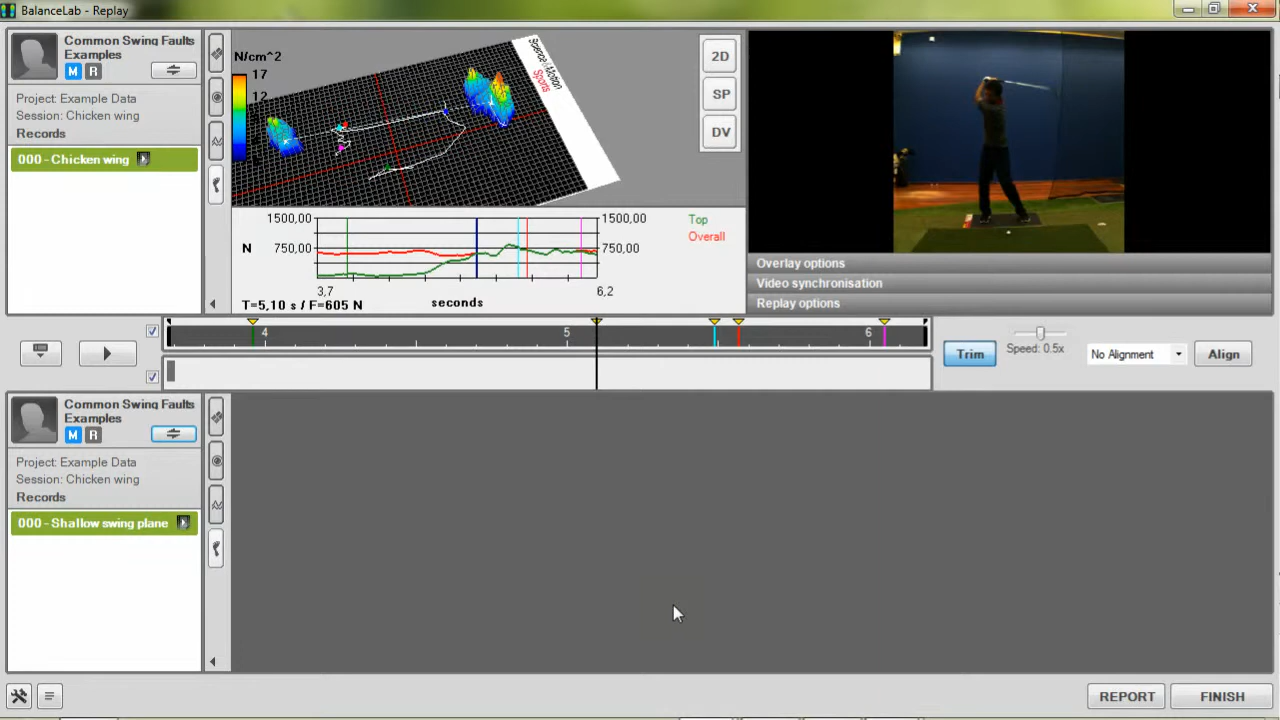 BalanceLab - Replay
Common Swing Faults
Examples
M R
Project: Example Data
Session: Chicken wing
Records
000 - Chicken wing
N/cm^2
17
12
Science&Motion
Sports
2D
SP
DV
1500,00
1500,00
Top
N
750,00
750,00
Overall
3,7
6,2
seconds
T=5,10 s / F=605 N
Overlay options
Video synchronisation
Replay options
4
5
6
Trim
Speed: 0.5x
No Alignment
Align
Common Swing Faults
Examples
M R
Project: Example Data
Session: Chicken wing
Records
000 - Shallow swing plane
REPORT
FINISH